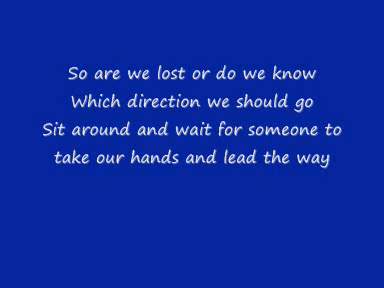 So are we lost or do we know
Which direction we should go
Sit around and wait for someone to
take our hands and lead the way